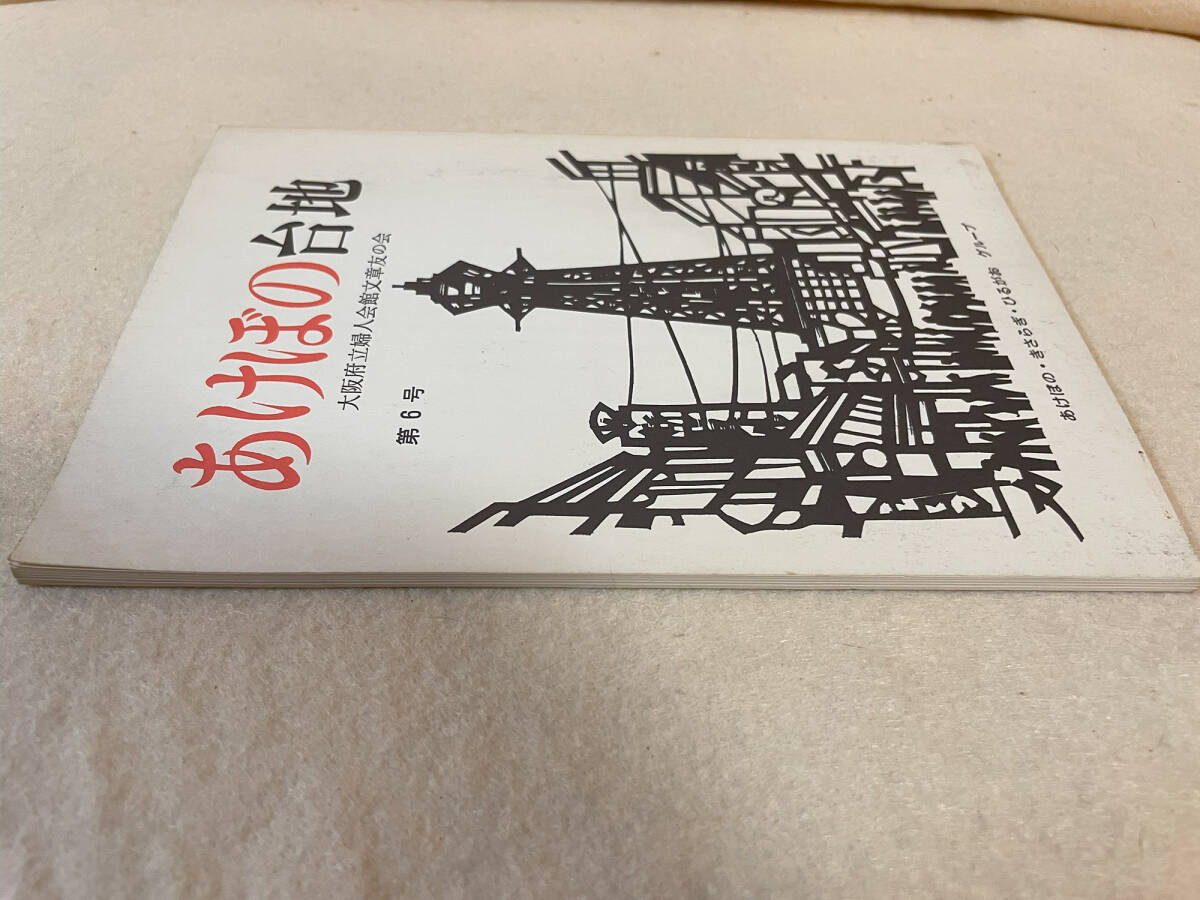 あけぼの台地
大阪府立婦人会館文章友の会
第6号
あけぼの・きさらぎ・ひるがお グループ